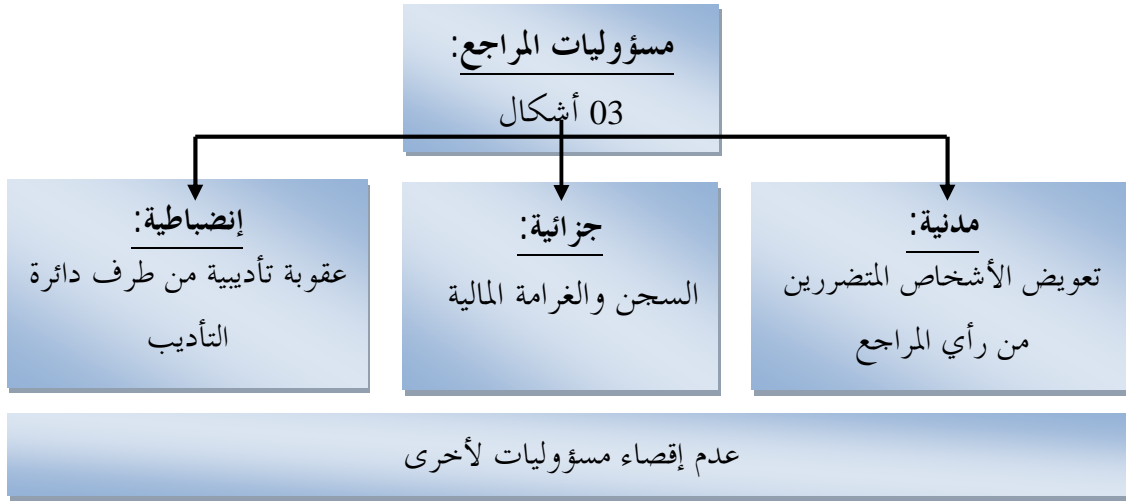 مسؤوليات المراجع:
03 أشكال
مدنية:
تعويض الأشخاص المتضررين
من رأي المراجع
جزائية:
السجن والغرامة المالية
إنضباطية:
عقوبة تأديبية من طرف دائرة
التأديب
عدم إقصاء مسؤوليات لأخرى